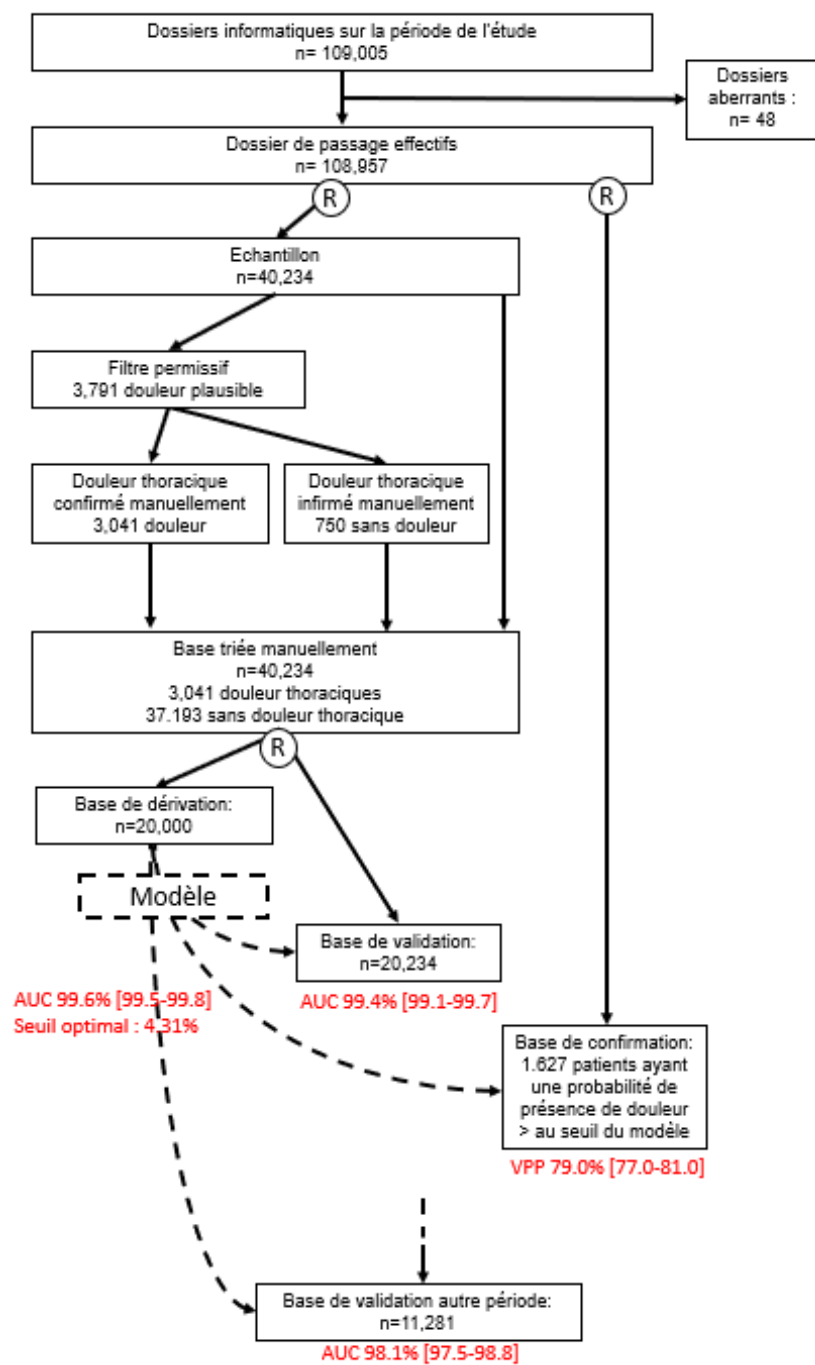 Dossiers informatiques sur la période de l'étude
n= 109,005
Dossiers
aberrants :
n= 48
Dossier de passage effectifs
n= 108,957
R
R
Echantillon
n=40,234
Filtre permissif
3,791 douleur plausible
Douleur thoracique
confirmé manuellement
3,041 douleur
Douleur thoracique
infirmé manuellement
750 sans douleur
Base triée manuellement
n=40,234
3,041 douleur thoraciques
37.193 sans douleur thoracique
R
Base de dérivation:
n=20,000
Modèle
AUC 99.6% [99.5-99.8]
Seuil optimal : 4,31%
Base de validation:
n=20,234
AUC 99.4% [99.1-99.7]
Base de confirmation:
1.627 patients ayant
une probabilité de
présence de douleur
> au seuil du modèle
VPP 79.0% [77.0-81.0]
Base de validation autre période:
n=11,281
AUC 98.1% [97.5-98.8]